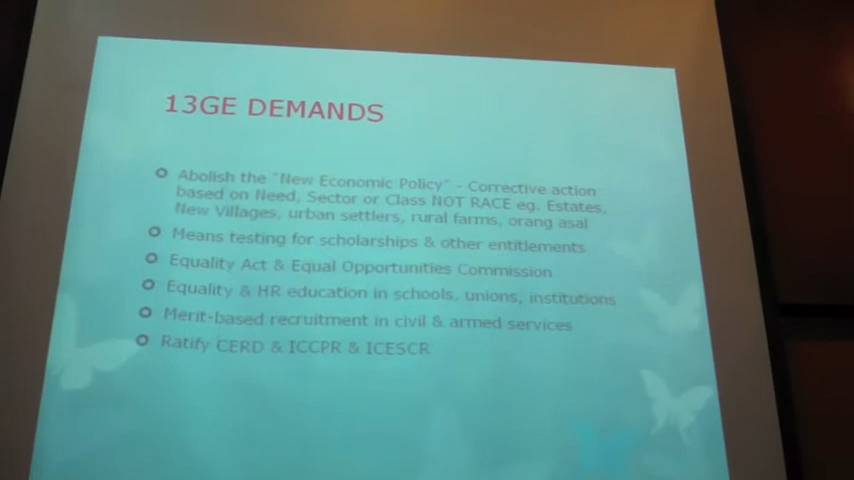 13GE DEMANDS
Abolish the "New Economic Policy" - Corrective action
based on Need, Sector or Class NOT RACE eg. Estates,
New Villages, urban settlers, rural farms, orang asal
Means testing for scholarships & other entitlements
Equality Act & Equal Opportunities Commission
Equality & HR education in schools, unions, institutions
Merit-based recruitment in civil & armed services
Ratify CERD & ICCPR & ICESCR